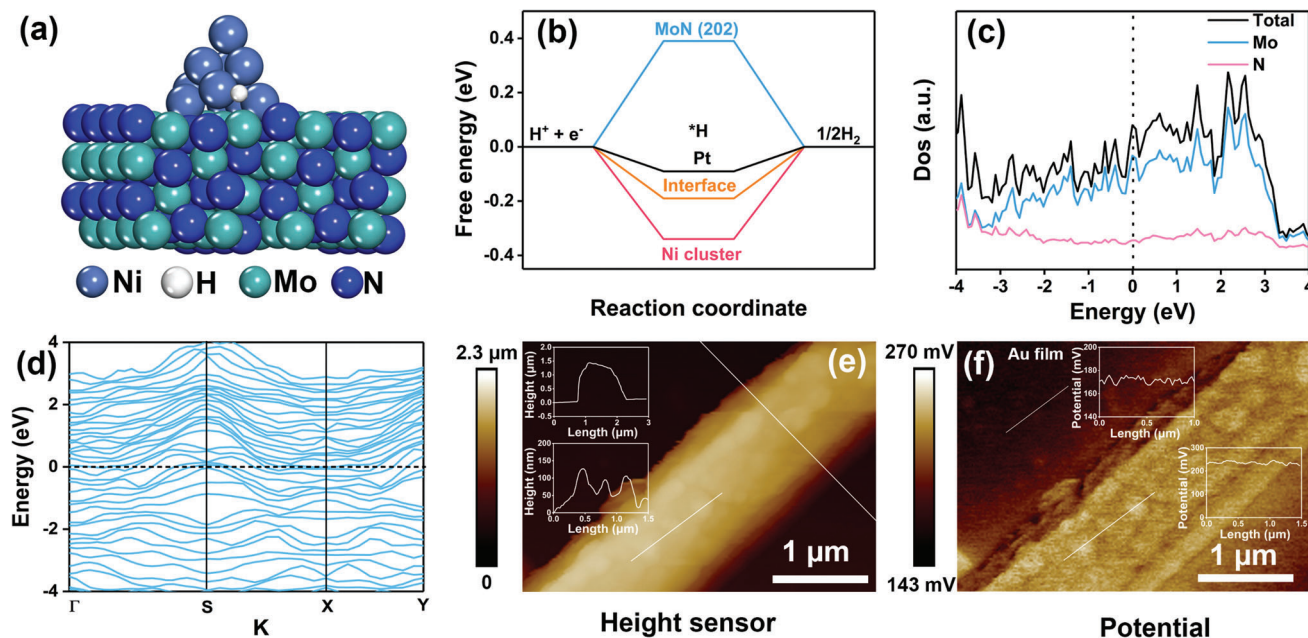 (a)
Ni
H
Mo
N
(b)
Free energy (eV)
0.4
0.2
0.0
-0.2
-0.4
MoN (202)
H⁺ + e⁻
*H
1/2H₂
Pt
Interface
Ni cluster
Reaction coordinate
(c)
Dos (a.u.)
Total
Mo
N
-4 -3 -2 -1 0 1 2 3 4
Energy (eV)
(d)
Energy (eV)
4
2
0
-2
-4
Γ S X Y
K
2.3 µm
0
(e)
Height (µm)
2.0
1.5
1.0
0.5
0.0
0 1 2 3
Length (µm)
Height (nm)
200
150
100
50
0
0.0 0.5 1.0 1.5
Length (µm)
1 µm
Height sensor
270 mV
143 mV
Au film
(f)
Potential (mV)
200
180
160
140
0.0 0.5 1.0
Length (µm)
Potential (mV)
300
200
100
0
0.0 0.5 1.0 1.5
Length (µm)
1 µm
Potential